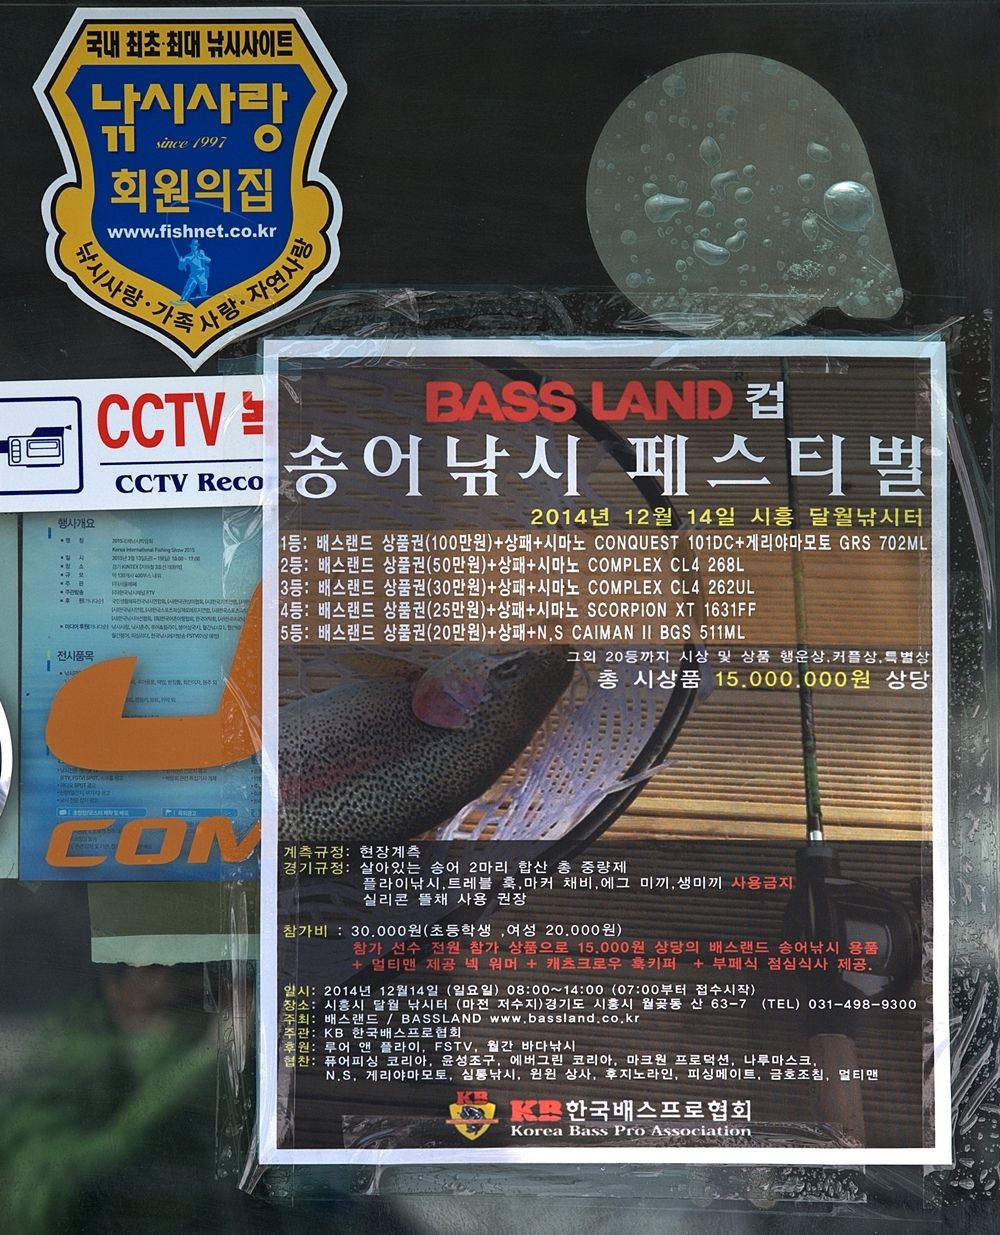 국내 최초·최대 낚시사이트
낚시사랑
since 1997
회원의집
www.fishnet.co.kr
낚시사랑·가족사랑·자연사랑
CCTV
CCTV Reco
행사개요
Korea International Fishing Show 2015
전시품목
COM
BASS LAND 컵
송어낚시 페스티벌
2014년 12월 14일 시흥 달월낚시터
1등: 배스랜드 상품권(100만원)+상패+시마노 CONQUEST 101DC+게리야마모토 GRS 702ML
2등: 배스랜드 상품권(50만원)+상패+시마노 COMPLEX CL4 268L
3등: 배스랜드 상품권(30만원)+상패+시마노 COMPLEX CL4 262UL
4등: 배스랜드 상품권(25만원)+상패+시마노 SCORPION XT 1631FF
5등: 배스랜드 상품권(20만원)+상패+N,S CAIMAN II BGS 511ML
그외 20등까지 시상 및 상품 행운상,커플상,특별상
총 시상품 15.000.000원 상당
계측규정: 현장계측
경기규정: 살아있는 송어 2마리 합산 총 중량제
플라이낚시,트레블 훅,마커 채비,에그 미끼,생미끼 사용금지
실리콘 뜰채 사용 권장
참가비 : 30.000원(초등학생 ,여성 20.000원)
참가 선수 전원 참가 상품으로 15.000원 상당의 배스랜드 송어낚시 용품
+ 멀티맨 제공 넥 워머 + 캐츠크로우 훅키퍼 + 부페식 점심식사 제공.
일시: 2014년 12월14일 (일요일) 08:00~14:00 (07:00부터 접수시작)
장소: 시흥시 달월 낚시터 (마전 저수지)경기도 시흥시 월곶동 산 63-7 (TEL) 031-498-9300
주최: 배스랜드 / BASSLAND www.bassland.co.kr
주관: KB 한국배스프로협회
후원: 루어 앤 플라이, FSTV, 월간 바다낚시
협찬: 퓨어피싱 코리아, 윤성조구, 에버그린 코리아, 마크원 프로덕션, 나루마스크,
N.S, 게리야마모토, 심통낚시, 윈윈 상사, 후지노라인, 피싱메이트, 금호조침, 멀티맨
KB
KB 한국배스프로협회
Korea Bass Pro Association